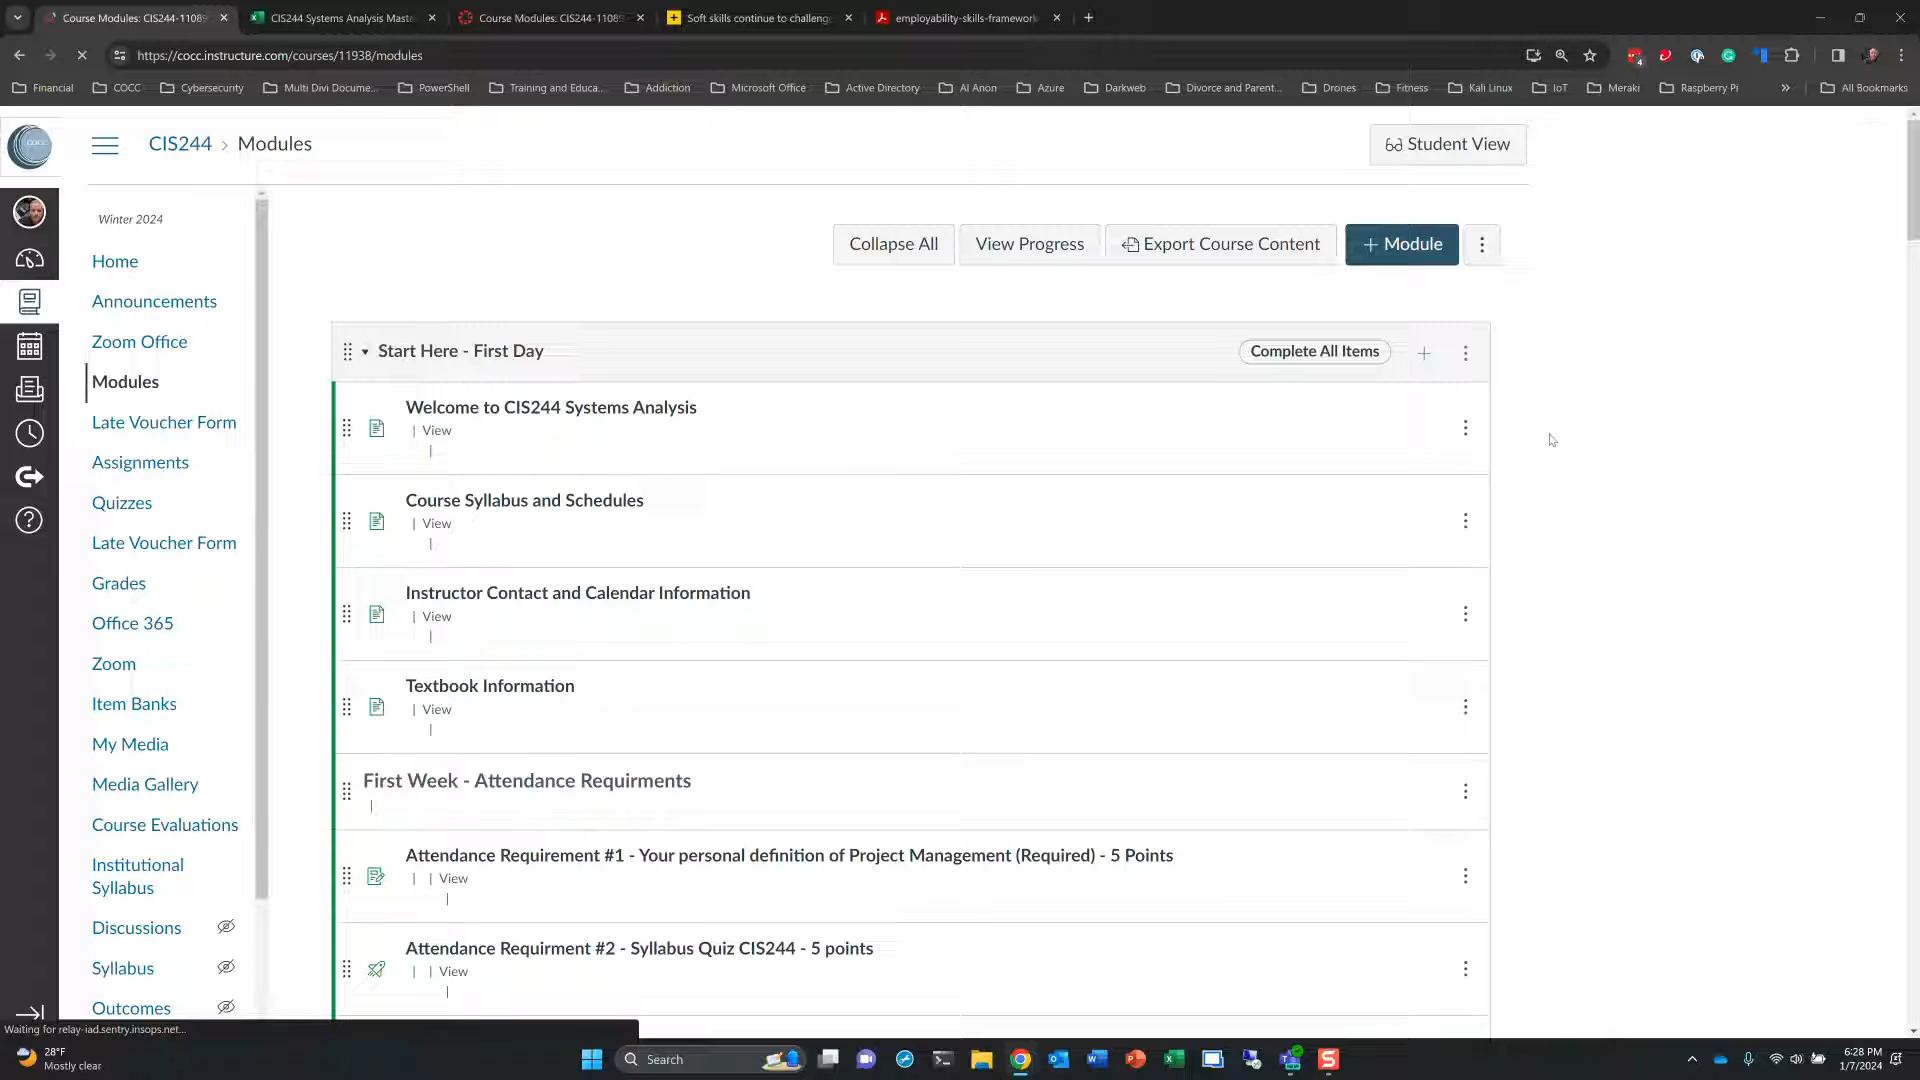 Course Modules: CIS244-11089
CIS244 Systems Analysis Maste
Course Modules: CIS244-11089
Soft skills continue to challeng
employability-skills-framework
https://cocc.instructure.com/courses/11938/modules
4
Financial
COCC
Cybersecurity
Multi Divi Docume...
PowerShell
Training and Educa...
Addiction
Microsoft Office
Active Directory
Al Anon
Azure
Darkweb
Divorce and Parent...
Drones
Fitness
Kali Linux
IoT
Meraki
Raspberry Pi
»
All Bookmarks
COCC
CIS244 > Modules
Student View
Winter 2024
Home
Announcements
Zoom Office
Modules
Late Voucher Form
Assignments
Quizzes
Late Voucher Form
Grades
Office 365
Zoom
Item Banks
My Media
Media Gallery
Course Evaluations
Institutional
Syllabus
Discussions
Syllabus
Outcomes
Collapse All
View Progress
Export Course Content
+ Module
Start Here - First Day
Complete All Items
Welcome to CIS244 Systems Analysis
| View
|
Course Syllabus and Schedules
| View
|
Instructor Contact and Calendar Information
| View
|
Textbook Information
| View
|
First Week - Attendance Requirments
|
Attendance Requirement #1 - Your personal definition of Project Management (Required) - 5 Points
| | View
|
Attendance Requirment #2 - Syllabus Quiz CIS244 - 5 points
| | View
|
Waiting for relay-iad.sentry.insops.net...
28°F
Mostly clear
Search
NEW
6:28 PM
1/7/2024